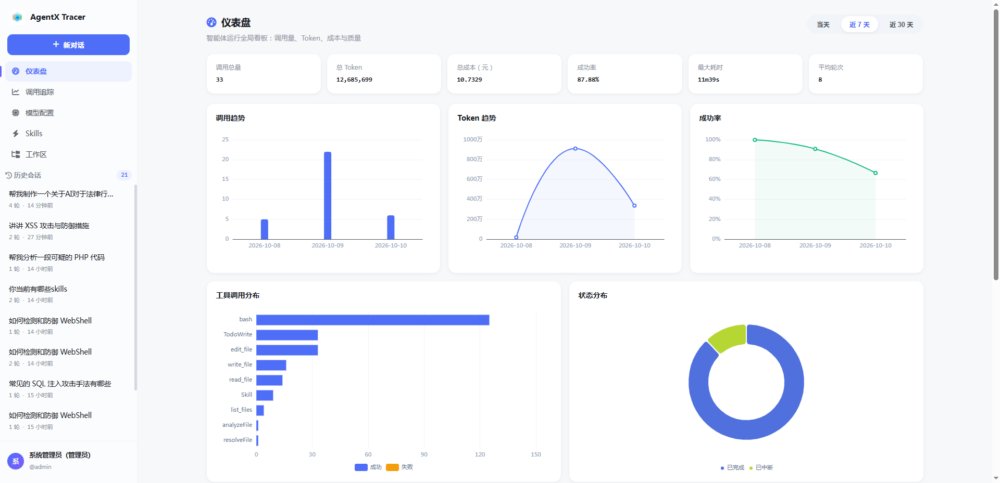 AgentX Tracer
新对话
仪表盘
调用追踪
模型配置
Skills
工作区
历史会话
21
帮我制作一个关于AI对于法律行...
4 轮 · 14 分钟前
讲讲 XSS 攻击与防御措施
2 轮 · 27 分钟前
帮我分析一段可疑的 PHP 代码
1 轮 · 14 小时前
你当前有哪些skills
2 轮 · 14 小时前
如何检测和防御 WebShell
1 轮 · 14 小时前
如何检测和防御 WebShell
2 轮 · 14 小时前
常见的 SQL 注入攻击手法有哪些
1 轮 · 15 小时前
如何检测和防御 WebShell
1 轮 · 15 小时前
系
系统管理员（管理员）
@admin
仪表盘
智能体运行全局看板：调用量、Token、成本与质量
当天
近 7 天
近 30 天
调用总量
33
总 Token
12,685,699
总成本（元）
10.7329
成功率
87.88%
最大耗时
11m39s
平均轮次
8
调用趋势
25
20
15
10
5
0
2026-10-08
2026-10-09
2026-10-10
Token 趋势
1000万
800万
600万
400万
200万
0
2026-10-08
2026-10-09
2026-10-10
成功率
100%
80%
60%
40%
20%
0%
2026-10-08
2026-10-09
2026-10-10
工具调用分布
bash
TodoWrite
edit_file
write_file
read_file
Skill
list_files
analyzeFile
resolveFile
0
30
60
90
120
150
成功
失败
状态分布
已完成
已中断